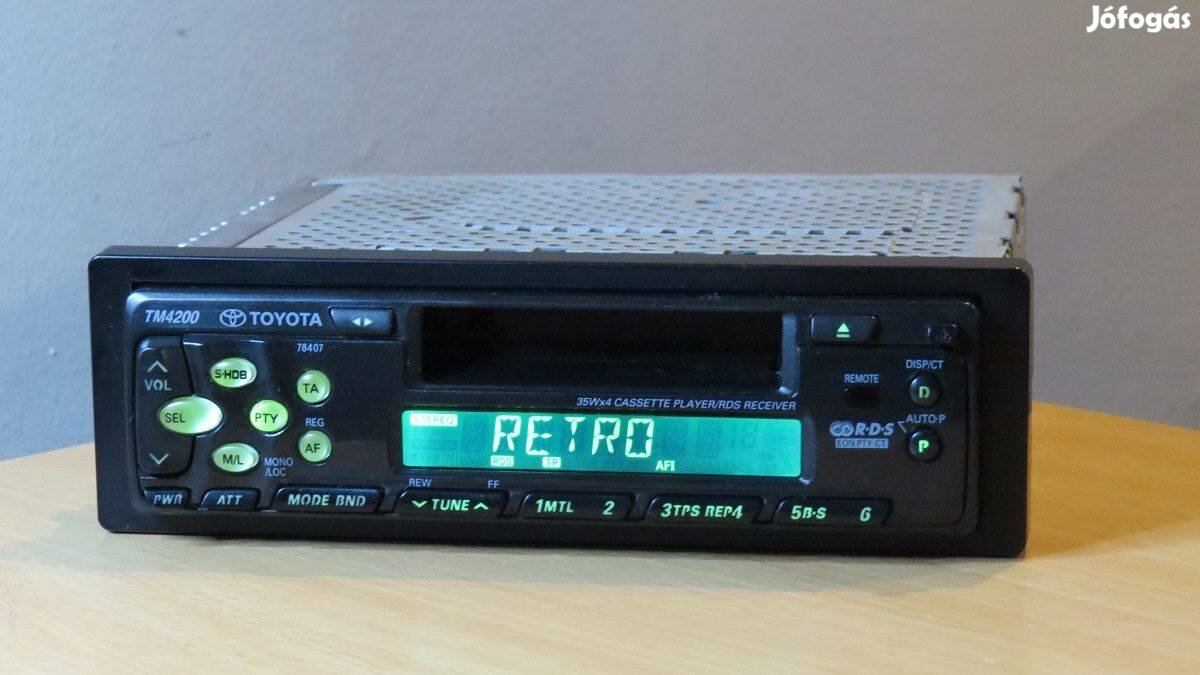 Jófogás
TM4200 TOYOTA
78407
VOL
S·HDB
TA
SEL
PTY
REG
AF
M/L
MONO
/LOC
35Wx4 CASSETTE PLAYER/RDS RECEIVER
STEREO
RETRO
RDS TP AFI
DISP/CT
REMOTE
D
R·D·S
AUTO·P
EON PTY CT
P
REW FF
PWR ATT MODE BND TUNE 1MTL 2 3TPS REP4 5B·S 6